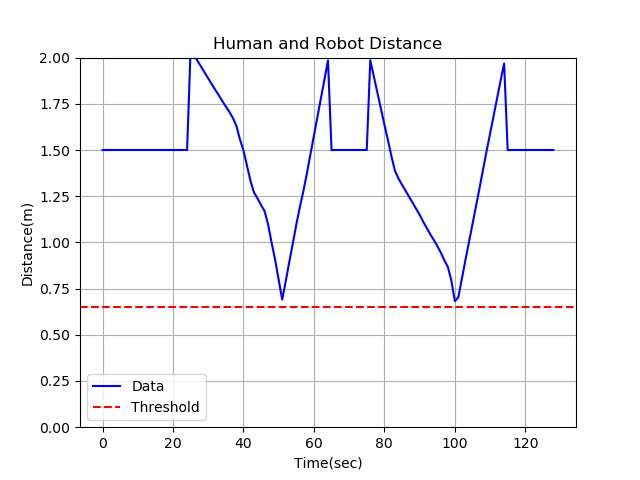 Human and Robot Distance
2.00
1.75
1.50
1.25
1.00
0.75
0.50
0.25
0.00
Distance(m)
Data
Threshold
0 20 40 60 80 100 120
Time(sec)